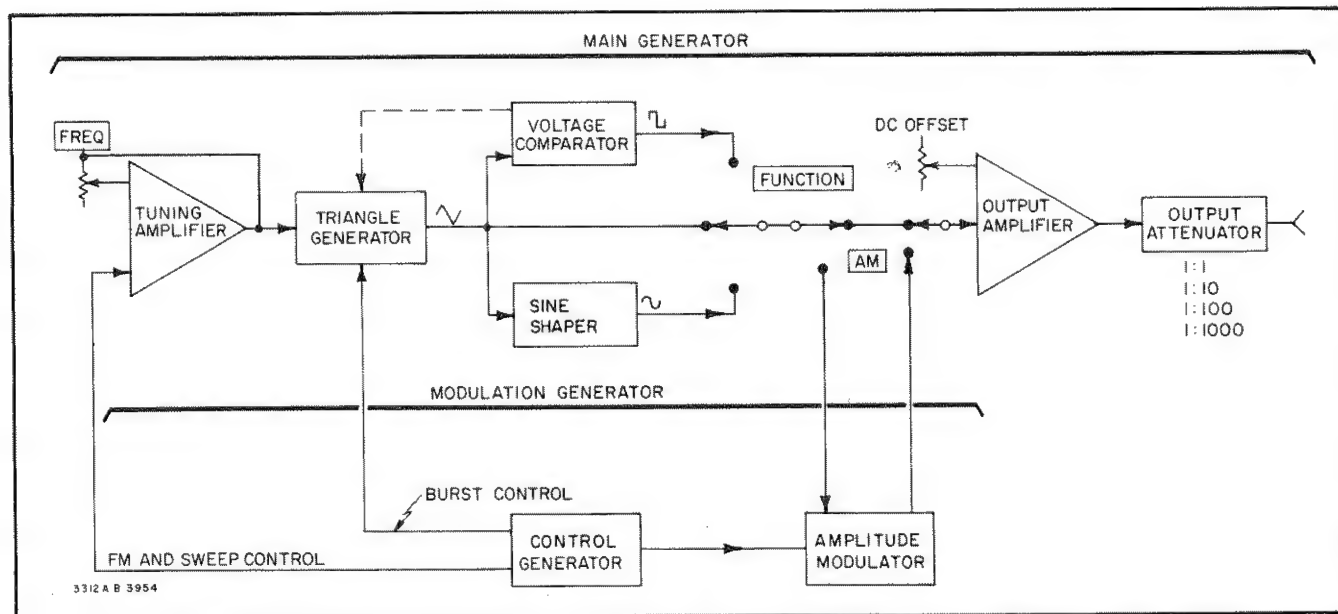 MAIN GENERATOR
FREQ
TUNING
AMPLIFIER
TRIANGLE
GENERATOR
VOLTAGE
COMPARATOR
SINE
SHAPER
FUNCTION
AM
DC OFFSET
OUTPUT
AMPLIFIER
OUTPUT
ATTENUATOR
1:1
1:10
1:100
1:1000
MODULATION GENERATOR
BURST CONTROL
FM AND SWEEP CONTROL
CONTROL
GENERATOR
AMPLITUDE
MODULATOR
3312A B 3954